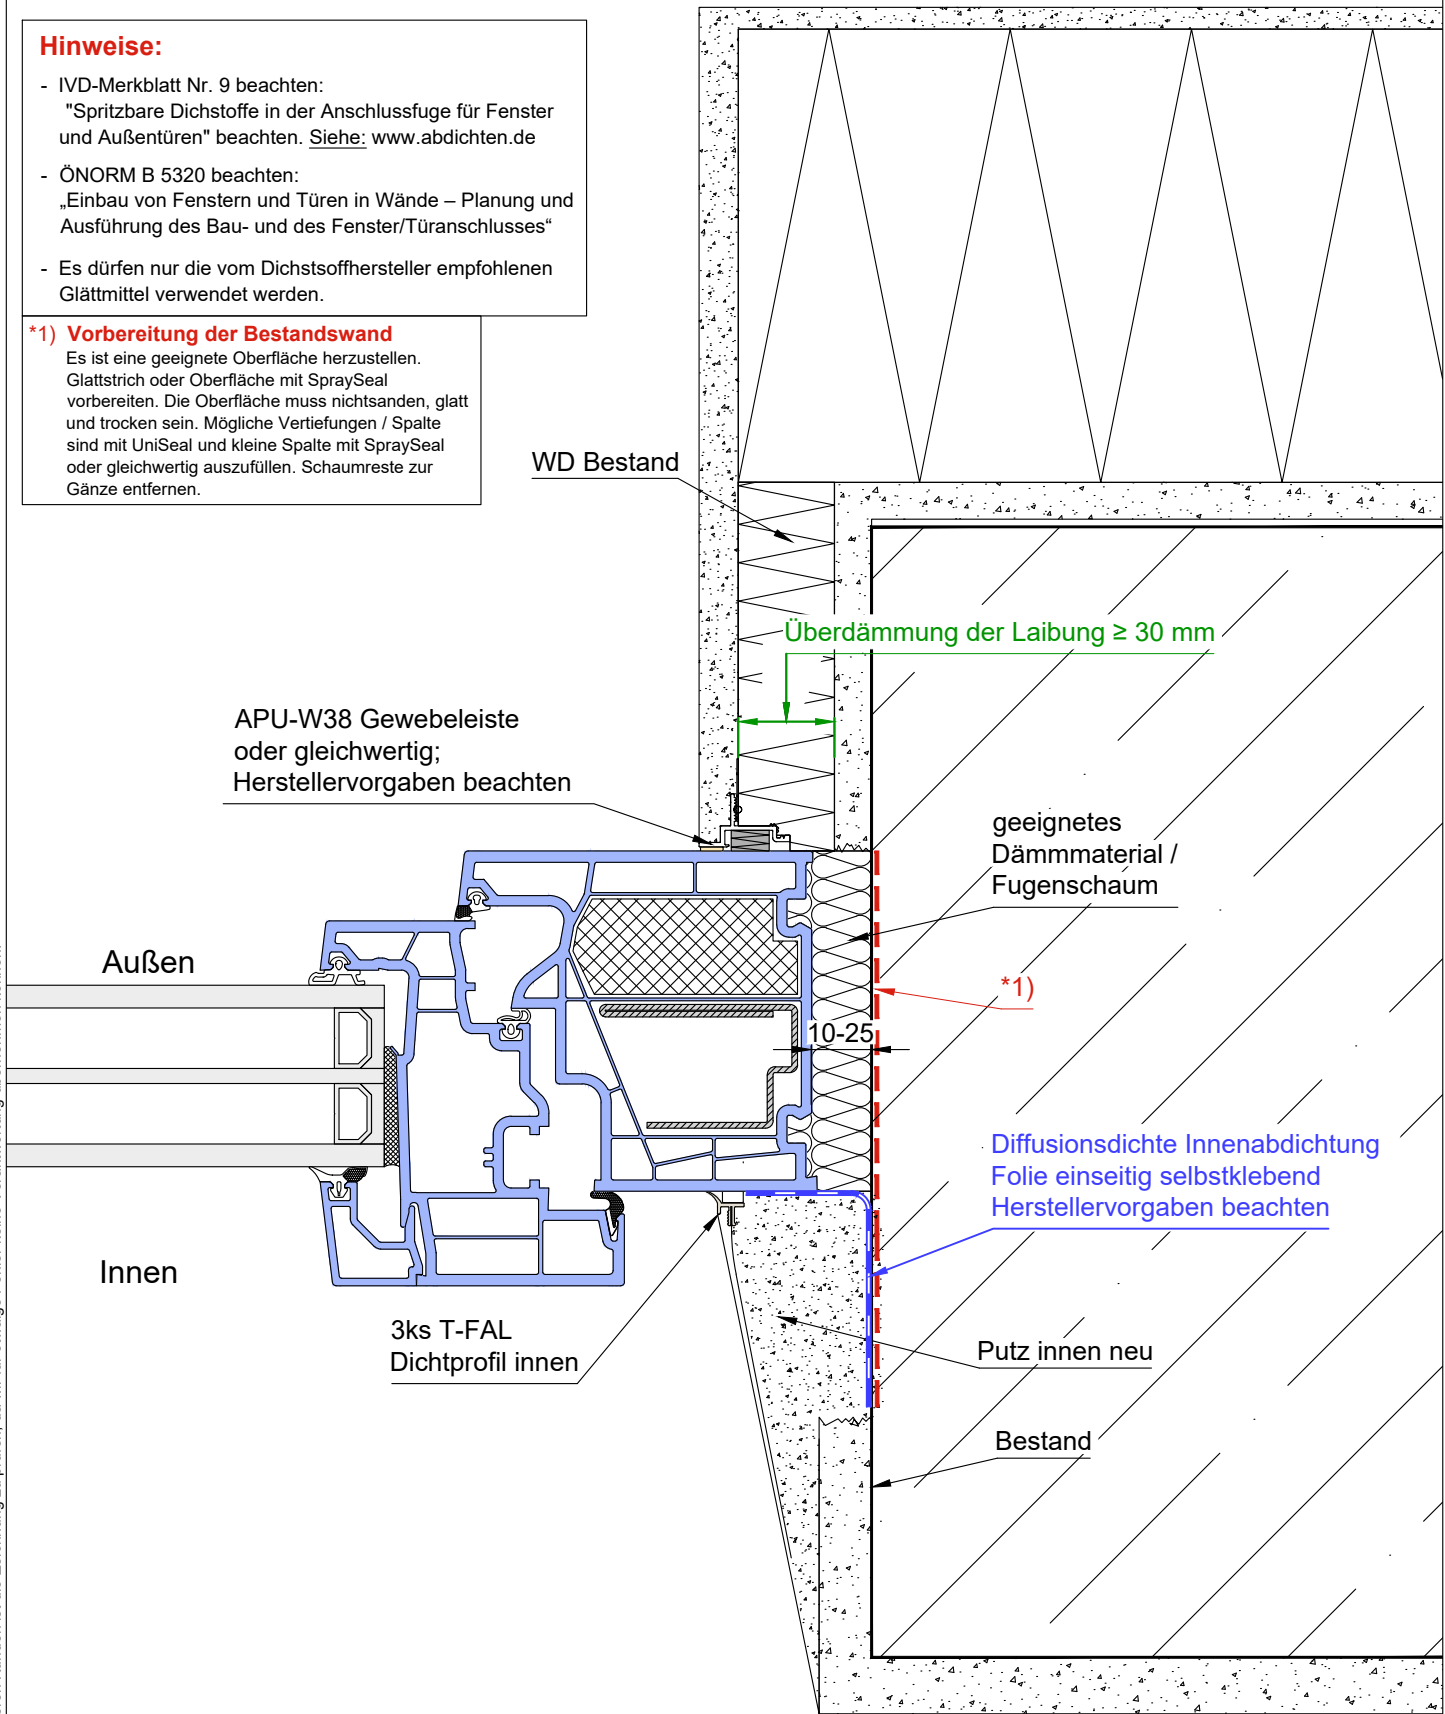 Hinweise:
- IVD-Merkblatt Nr. 9 beachten:
"Spritzbare Dichstoffe in der Anschlussfuge für Fenster
und Außentüren" beachten. Siehe: www.abdichten.de
- ÖNORM B 5320 beachten:
„Einbau von Fenstern und Türen in Wände – Planung und
Ausführung des Bau- und des Fenster/Türanschlusses“
- Es dürfen nur die vom Dichstsoffhersteller empfohlenen
Glättmittel verwendet werden.
*1) Vorbereitung der Bestandswand
Es ist eine geeignete Oberfläche herzustellen.
Glattstrich oder Oberfläche mit SpraySeal
vorbereiten. Die Oberfläche muss nichtsanden, glatt
und trocken sein. Mögliche Vertiefungen / Spalte
sind mit UniSeal und kleine Spalte mit SpraySeal
oder gleichwertig auszufüllen. Schaumreste zur
Gänze entfernen.
WD Bestand
Überdämmung der Laibung ≥ 30 mm
APU-W38 Gewebeleiste
oder gleichwertig;
Herstellervorgaben beachten
geeignetes
Dämmmaterial /
Fugenschaum
Außen
*1)
10-25
Diffusionsdichte Innenabdichtung
Folie einseitig selbstklebend
Herstellervorgaben beachten
Innen
3ks T-FAL
Dichtprofil innen
Putz innen neu
Bestand